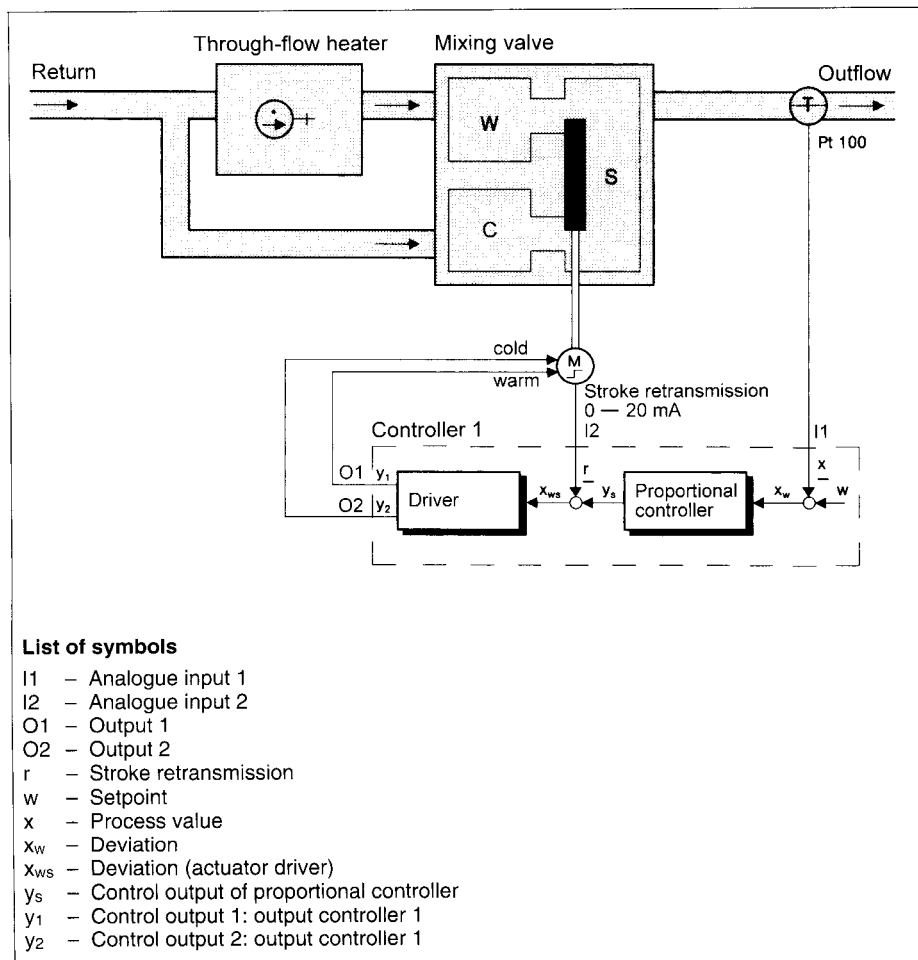 Through-flow heater
Mixing valve
Return
Outflow
W
T
+
S
Pt 100
C
cold
M
warm
Stroke retransmission
0 — 20 mA
I2
I1
Controller 1
O1 y₁
r
x
–
–
Driver
xws
ys
Proportional
controller
xw
w
O2 y₂
List of symbols
I1 – Analogue input 1
I2 – Analogue input 2
O1 – Output 1
O2 – Output 2
r – Stroke retransmission
w – Setpoint
x – Process value
xw – Deviation
xws – Deviation (actuator driver)
ys – Control output of proportional controller
y1 – Control output 1: output controller 1
y2 – Control output 2: output controller 1